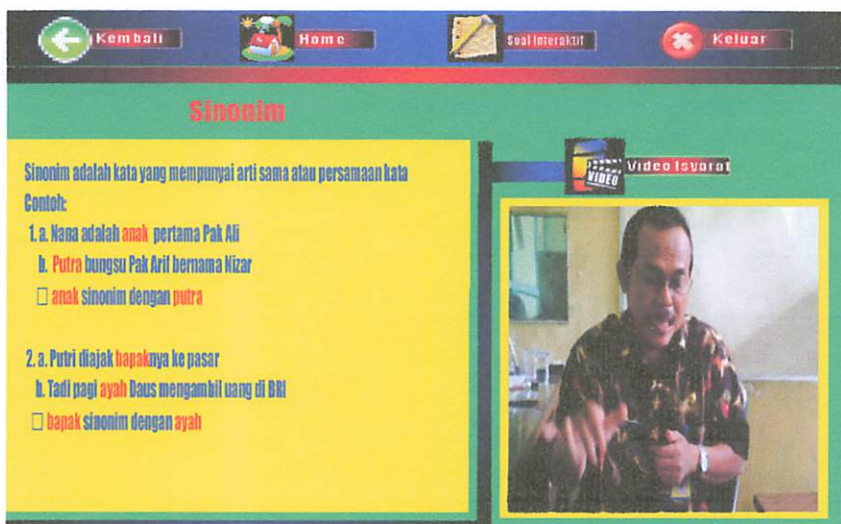 Kembali
Home
Soal Interaktif
Keluar
Sinonim
Sinonim adalah kata yang mempunyai arti sama atau persamaan kata
Contoh:
1. a. Nana adalah anak pertama Pak Ali
b. Putra bungsu Pak Arif bernama Nizar
□ anak sinonim dengan putra
2. a. Putri diajak bapaknya ke pasar
b. Tadi pagi ayah Daus mengambil uang di BRI
□ bapak sinonim dengan ayah
VIDEO
Video Isyarat